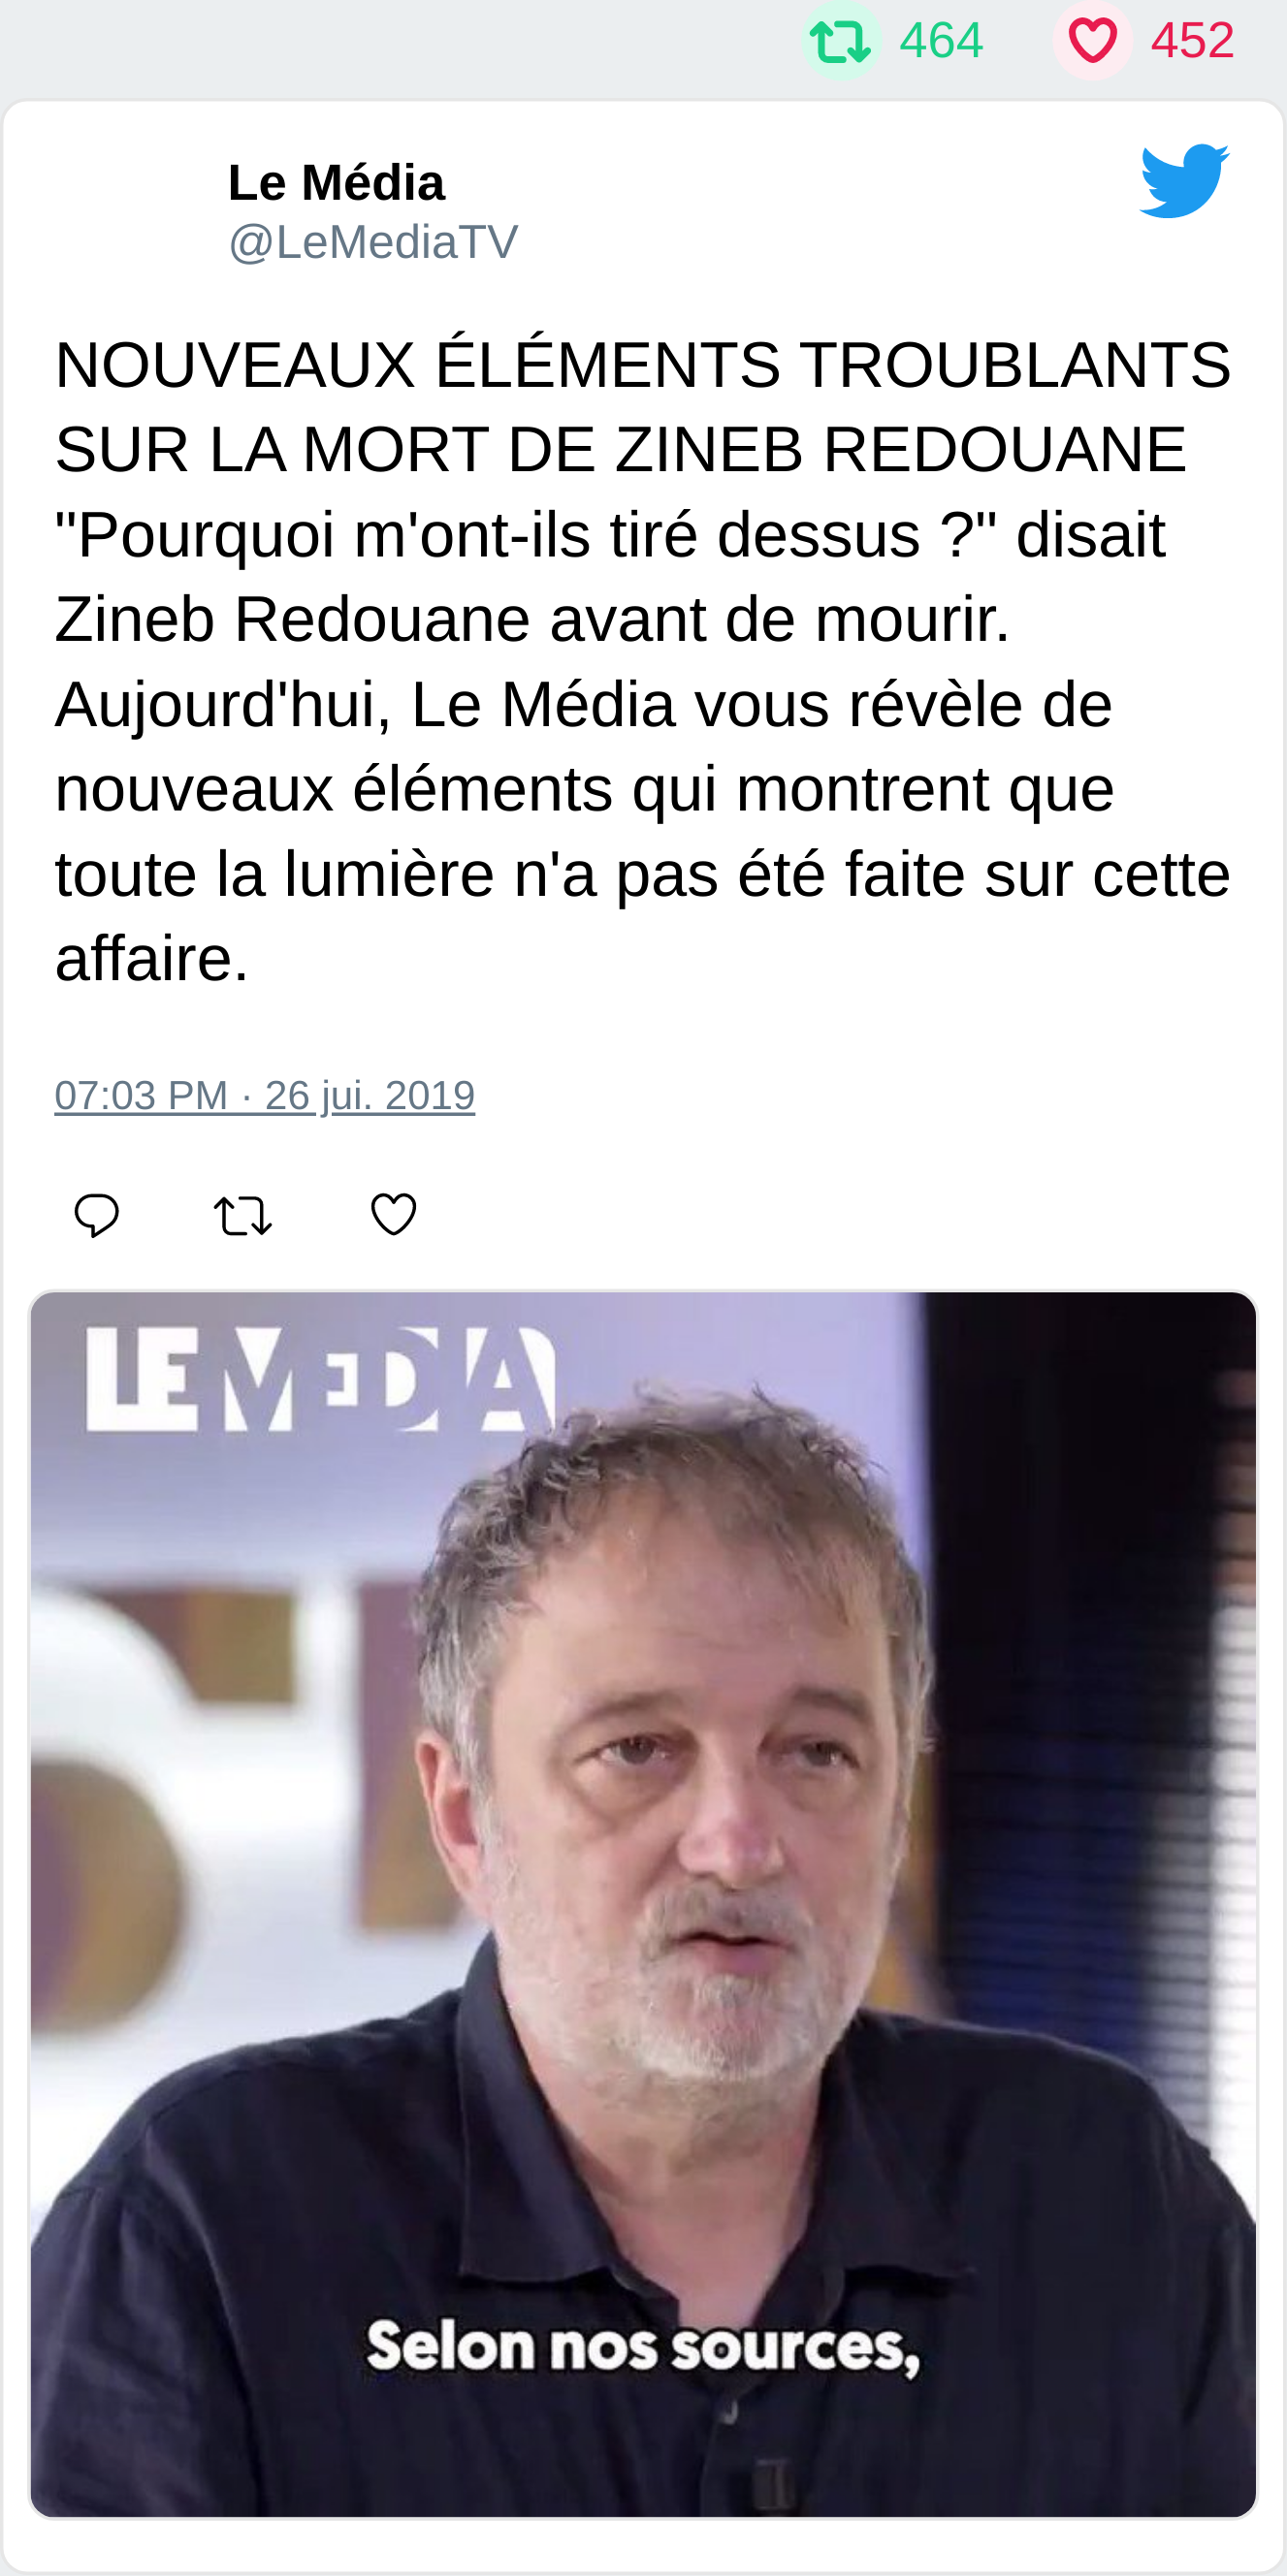 464 452
Le Média
@LeMediaTV
NOUVEAUX ÉLÉMENTS TROUBLANTS
SUR LA MORT DE ZINEB REDOUANE
"Pourquoi m'ont-ils tiré dessus ?" disait
Zineb Redouane avant de mourir.
Aujourd'hui, Le Média vous révèle de
nouveaux éléments qui montrent que
toute la lumière n'a pas été faite sur cette
affaire.
07:03 PM · 26 jui. 2019
LE MEDIA
Selon nos sources,